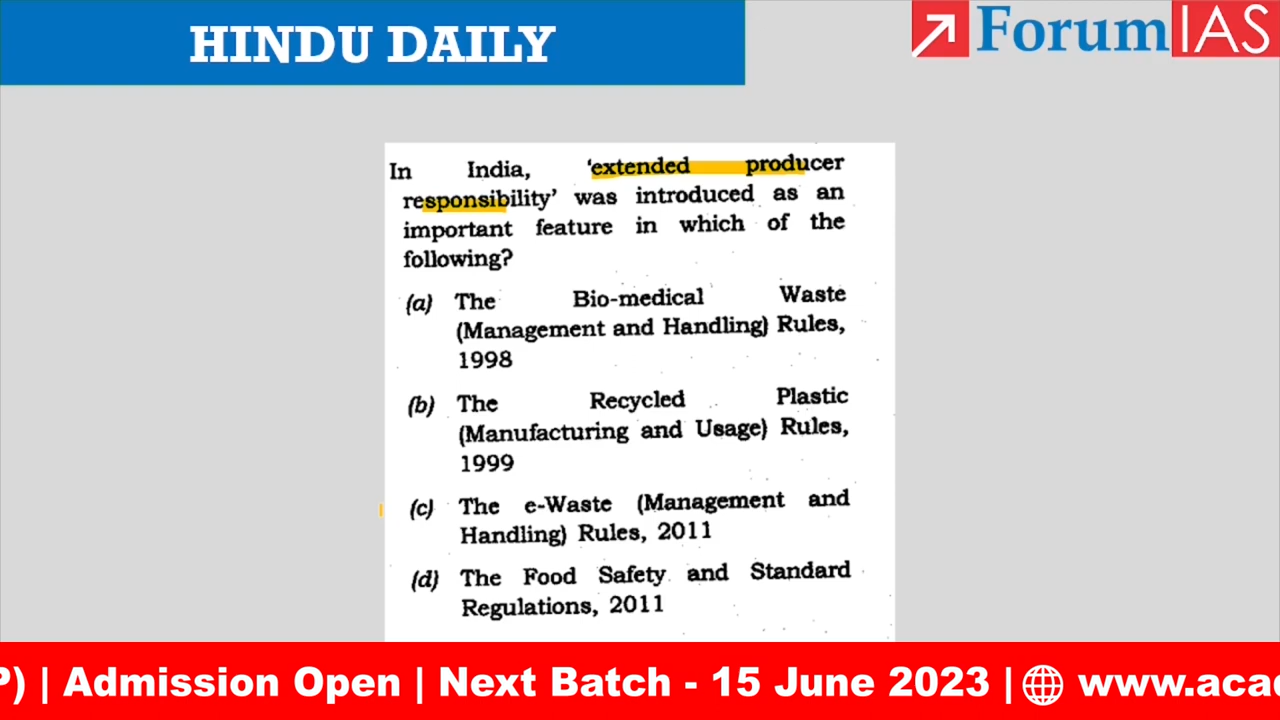 HINDU DAILY
Forum IAS
In India, ‘extended producer
responsibility’ was introduced as an
important feature in which of the
following?
(a) The Bio-medical Waste
(Management and Handling) Rules,
1998
(b) The Recycled Plastic
(Manufacturing and Usage) Rules,
1999
(c) The e-Waste (Management and
Handling) Rules, 2011
(d) The Food Safety and Standard
Regulations, 2011
P) | Admission Open | Next Batch - 15 June 2023 | www.aca